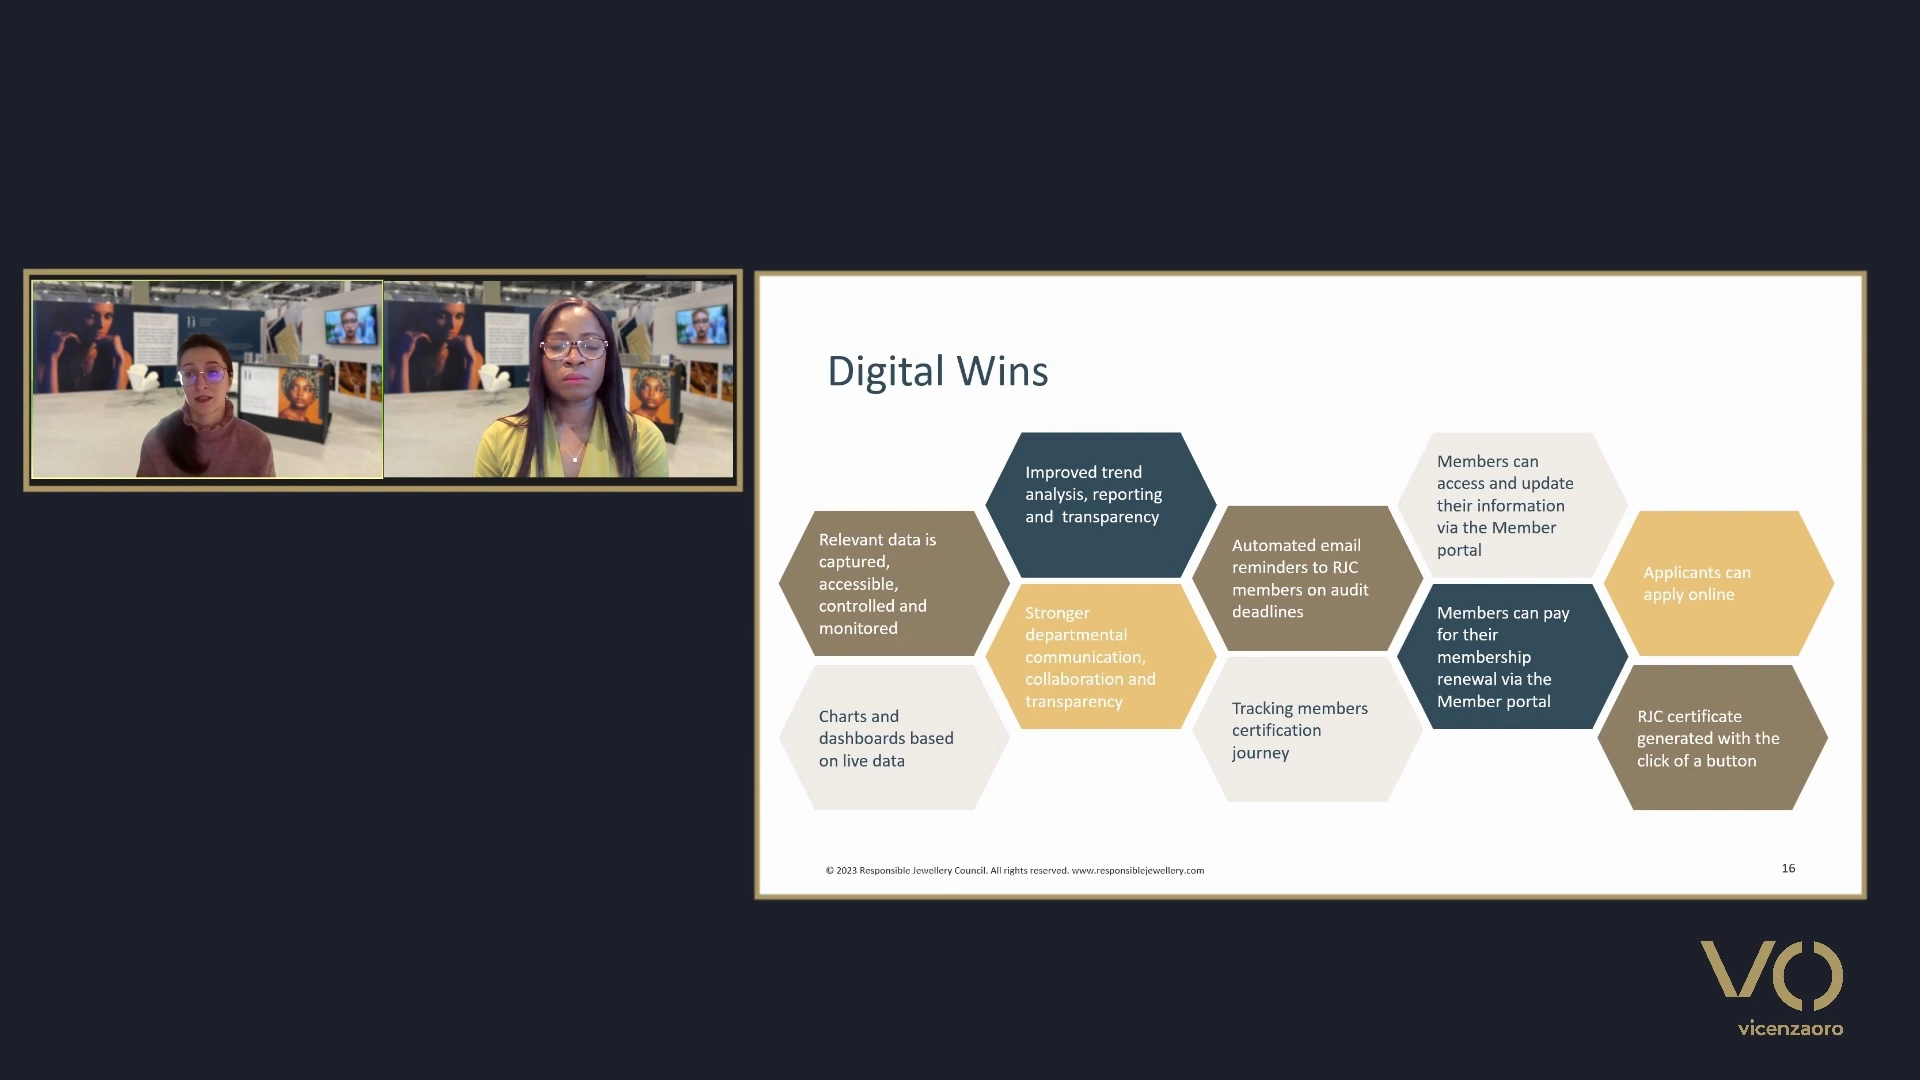 Digital Wins
Relevant data is
captured,
accessible,
controlled and
monitored
Charts and
dashboards based
on live data
Improved trend
analysis, reporting
and  transparency
Stronger
departmental
communication,
collaboration and
transparency
Automated email
reminders to RJC
members on audit
deadlines
Tracking members
certification
journey
Members can
access and update
their information
via the Member
portal
Members can pay
for their
membership
renewal via the
Member portal
Applicants can
apply online
RJC certificate
generated with the
click of a button
© 2023 Responsible Jewellery Council. All rights reserved. www.responsiblejewellery.com
16
VO
vicenzaoro